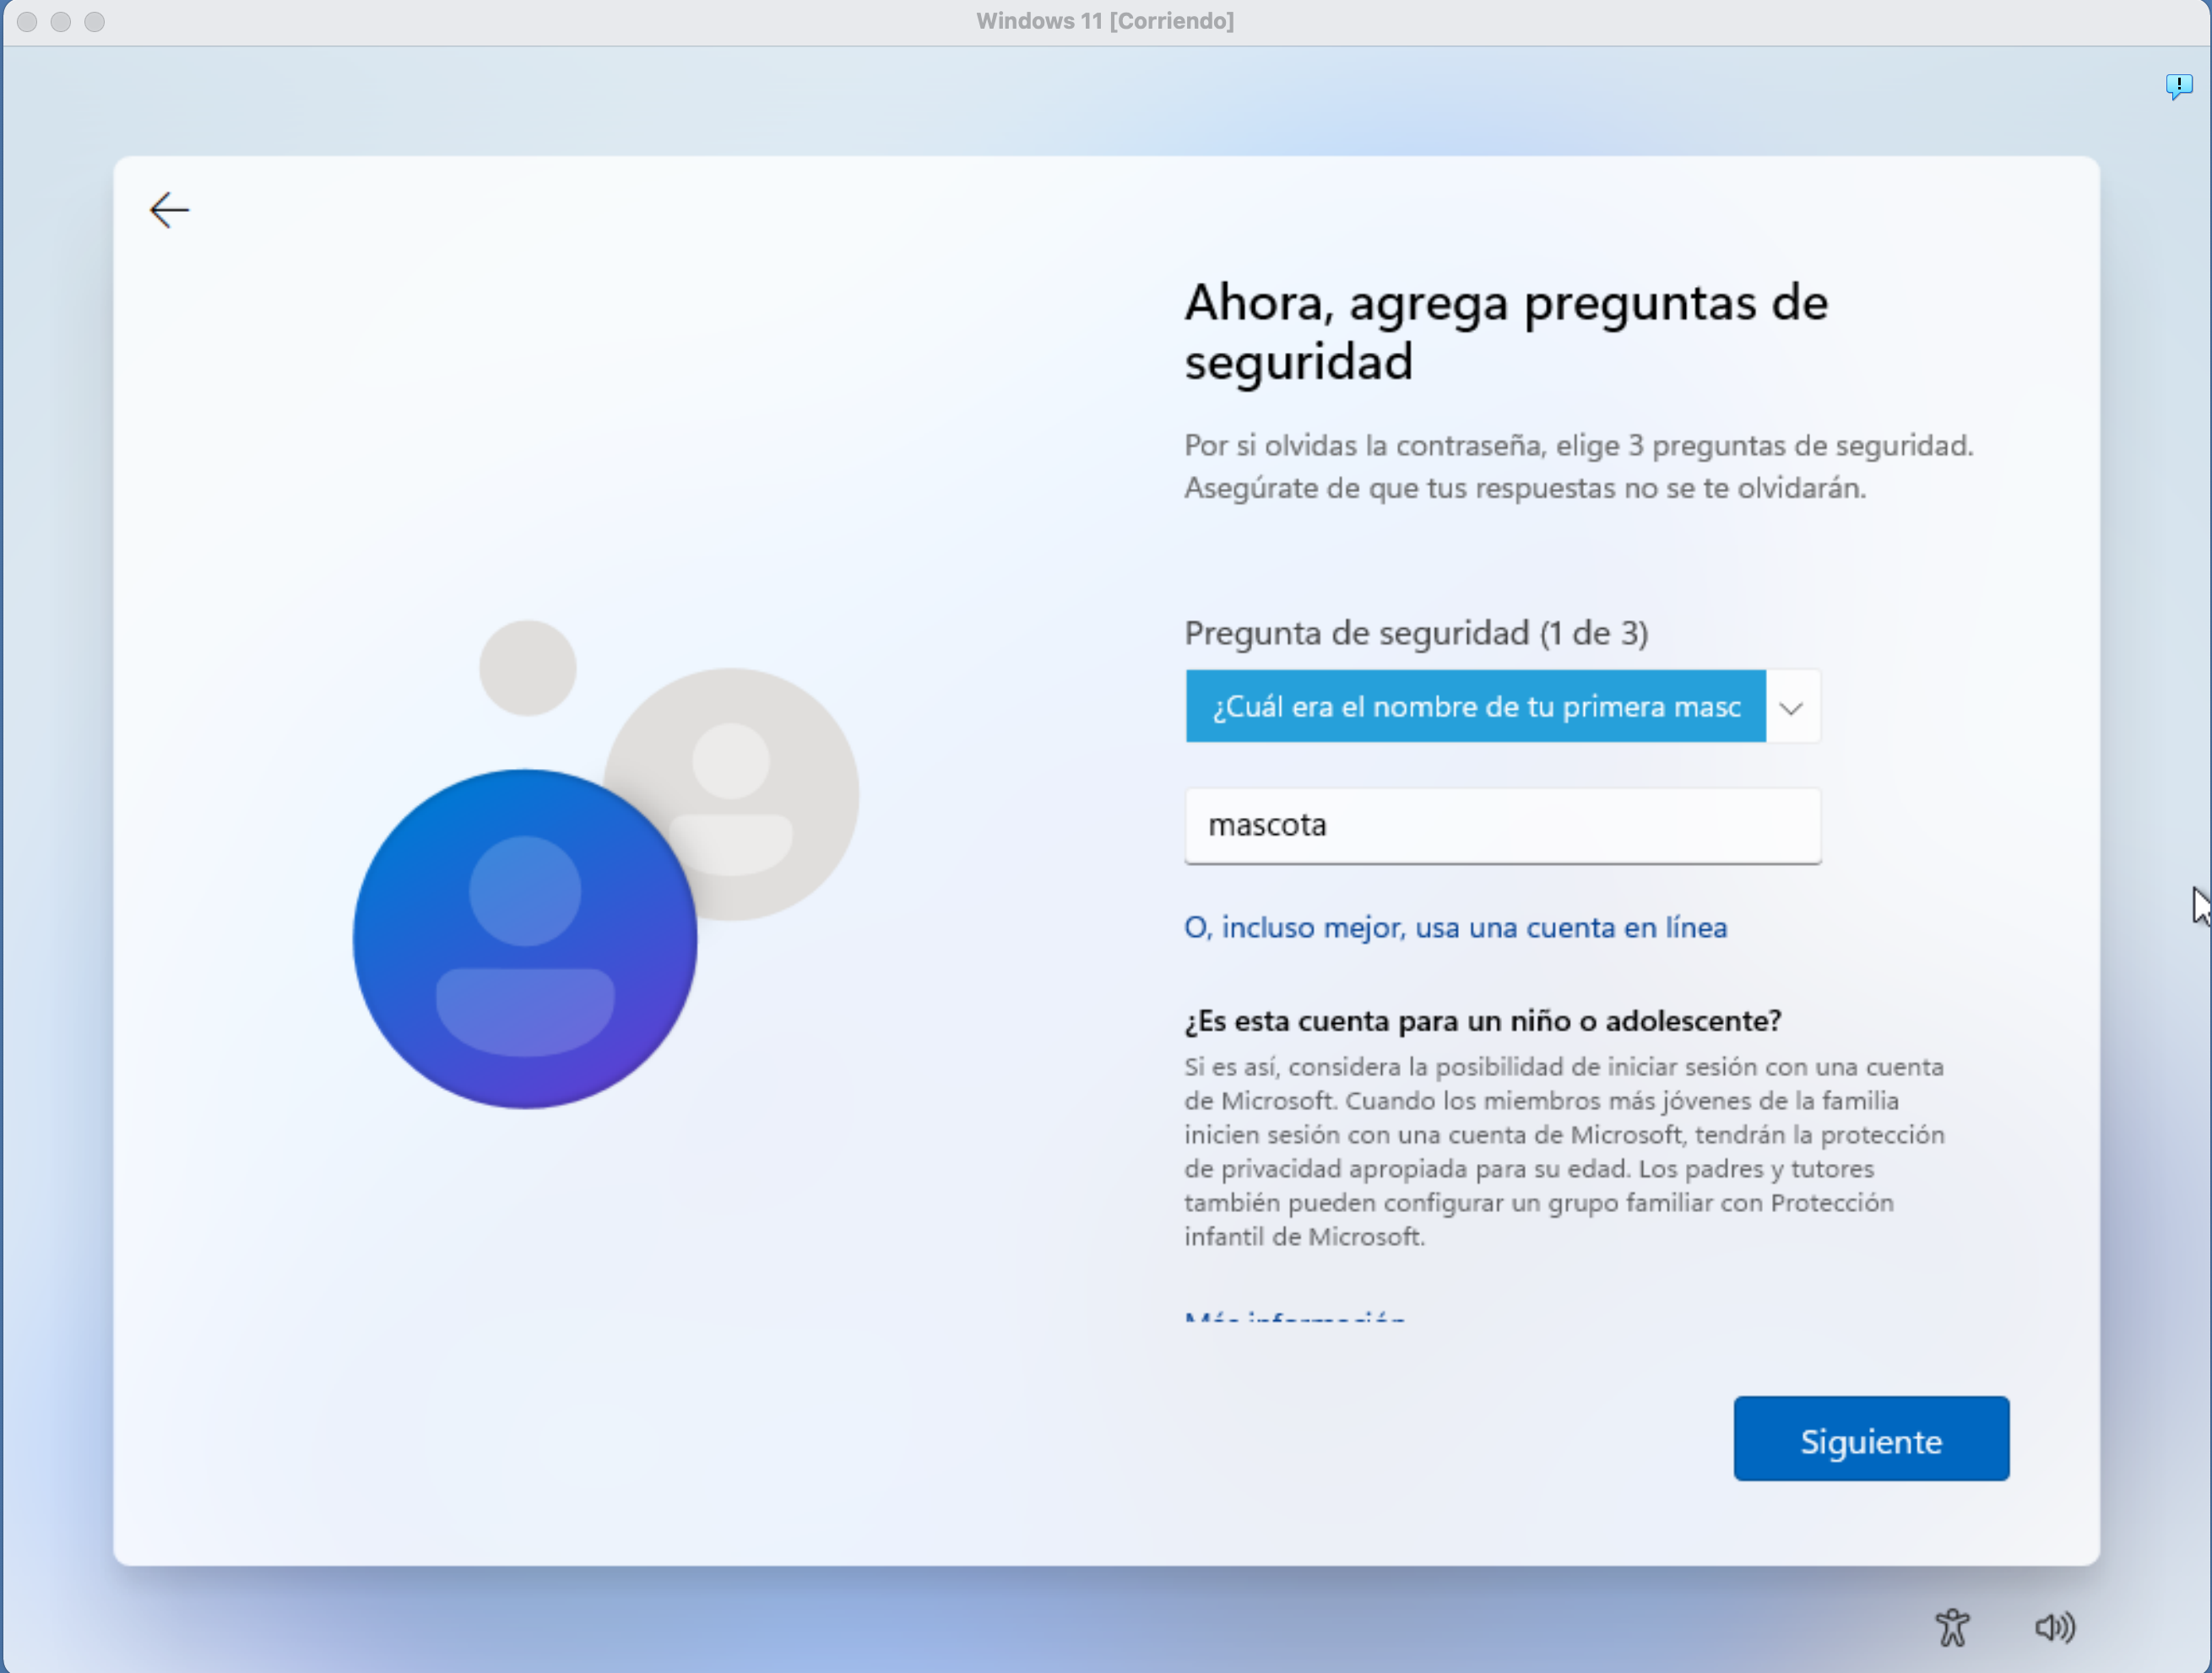 Windows 11 [Corriendo]
Ahora, agrega preguntas de
seguridad
Por si olvidas la contraseña, elige 3 preguntas de seguridad.
Asegúrate de que tus respuestas no se te olvidarán.
Pregunta de seguridad (1 de 3)
¿Cuál era el nombre de tu primera masc
mascota
O, incluso mejor, usa una cuenta en línea
¿Es esta cuenta para un niño o adolescente?
Si es así, considera la posibilidad de iniciar sesión con una cuenta
de Microsoft. Cuando los miembros más jóvenes de la familia
inicien sesión con una cuenta de Microsoft, tendrán la protección
de privacidad apropiada para su edad. Los padres y tutores
también pueden configurar un grupo familiar con Protección
infantil de Microsoft.
Más información
Siguiente